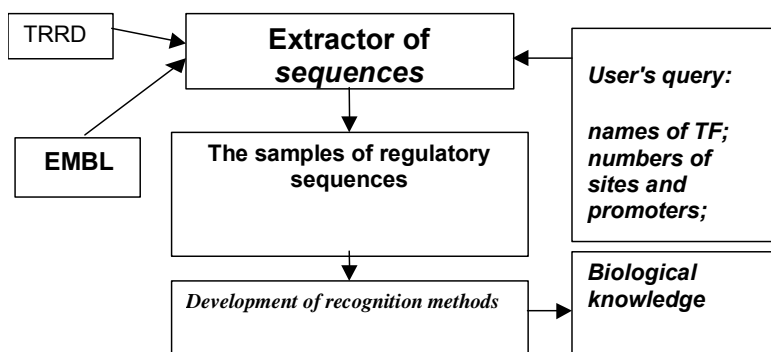 TRRD
Extractor of
sequences
User's query:
names of TF;
numbers of
sites and
promoters;
EMBL
The samples of regulatory
sequences
Development of recognition methods
Biological
knowledge